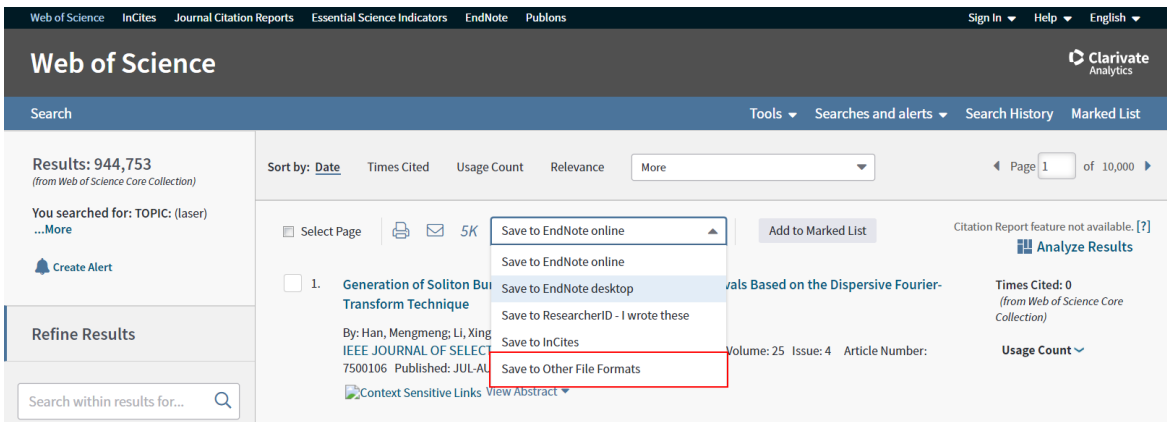 Web of Science InCites Journal Citation Reports Essential Science Indicators EndNote Publons Sign In Help English
Web of Science
Clarivate
Analytics
Search Tools Searches and alerts Search History Marked List
Results: 944,753
(from Web of Science Core Collection)
You searched for: TOPIC: (laser)
...More
Create Alert
Refine Results
Search within results for...
Sort by: Date Times Cited Usage Count Relevance More Page 1 of 10,000
Select Page 5K Save to EndNote online Add to Marked List
Save to EndNote online
Save to EndNote desktop
Save to ResearcherID - I wrote these
Save to InCites
Save to Other File Formats
1. Generation of Soliton Based on the Dispersive Fourier-
Transform Technique
By: Han, Mengmeng; Li,
IEEE JOURNAL OF Volume: 25 Issue: 4 Article Number:
7500106 Published:
Context Sensitive Links View Abstract
Citation Report feature not available. [?]
Analyze Results
Times Cited: 0
(from Web of Science Core
Collection)
Usage Count